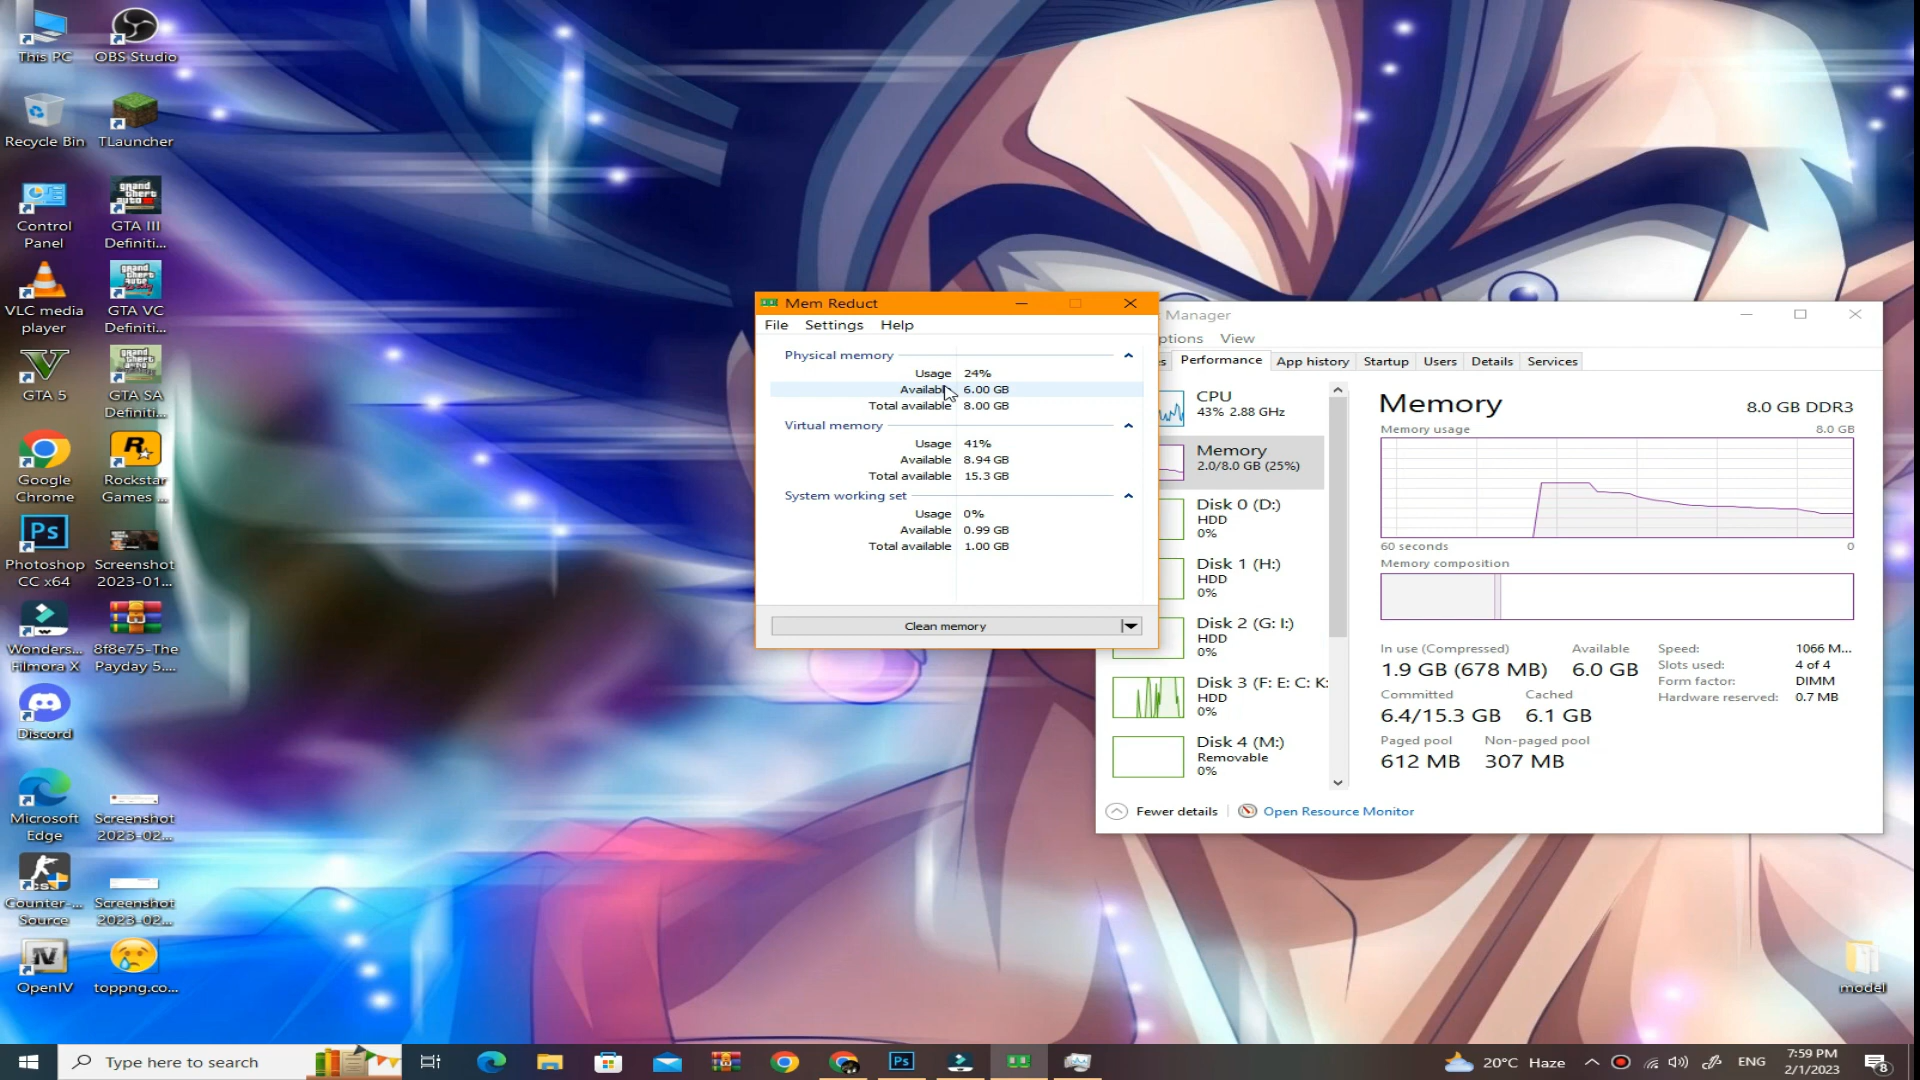 This PC
OBS Studio
Recycle Bin
TLauncher
Control
Panel
GTA III
Definiti...
VLC media
player
GTA VC
Definiti...
GTA 5
GTA SA
Definiti...
Google
Chrome
Rockstar
Games ...
Photoshop
CC x64
Screenshot
2023-01...
Wonders...
Filmora X
8f8e75-The
Payday 5....
Discord
Microsoft
Edge
Screenshot
2023-02...
Counter-...
Source
Screenshot
2023-02...
OpenIV
toppng.co...
model
Mem Reduct
File Settings Help
Physical memory
Usage 24%
Available 6.00 GB
Total available 8.00 GB
Virtual memory
Usage 41%
Available 8.94 GB
Total available 15.3 GB
System working set
Usage 0%
Available 0.99 GB
Total available 1.00 GB
Clean memory
Manager
ptions View
Performance App history Startup Users Details Services
CPU
43% 2.88 GHz
Memory
2.0/8.0 GB (25%)
Disk 0 (D:)
HDD
0%
Disk 1 (H:)
HDD
0%
Disk 2 (G: I:)
HDD
0%
Disk 3 (F: E: C: K:
HDD
0%
Disk 4 (M:)
Removable
0%
Memory 8.0 GB DDR3
Memory usage 8.0 GB
60 seconds 0
Memory composition
In use (Compressed) Available
1.9 GB (678 MB) 6.0 GB
Committed Cached
6.4/15.3 GB 6.1 GB
Paged pool Non-paged pool
612 MB 307 MB
Speed: 1066 M...
Slots used: 4 of 4
Form factor: DIMM
Hardware reserved: 0.7 MB
Fewer details Open Resource Monitor
Type here to search
20°C Haze
ENG
7:59 PM
2/1/2023
8